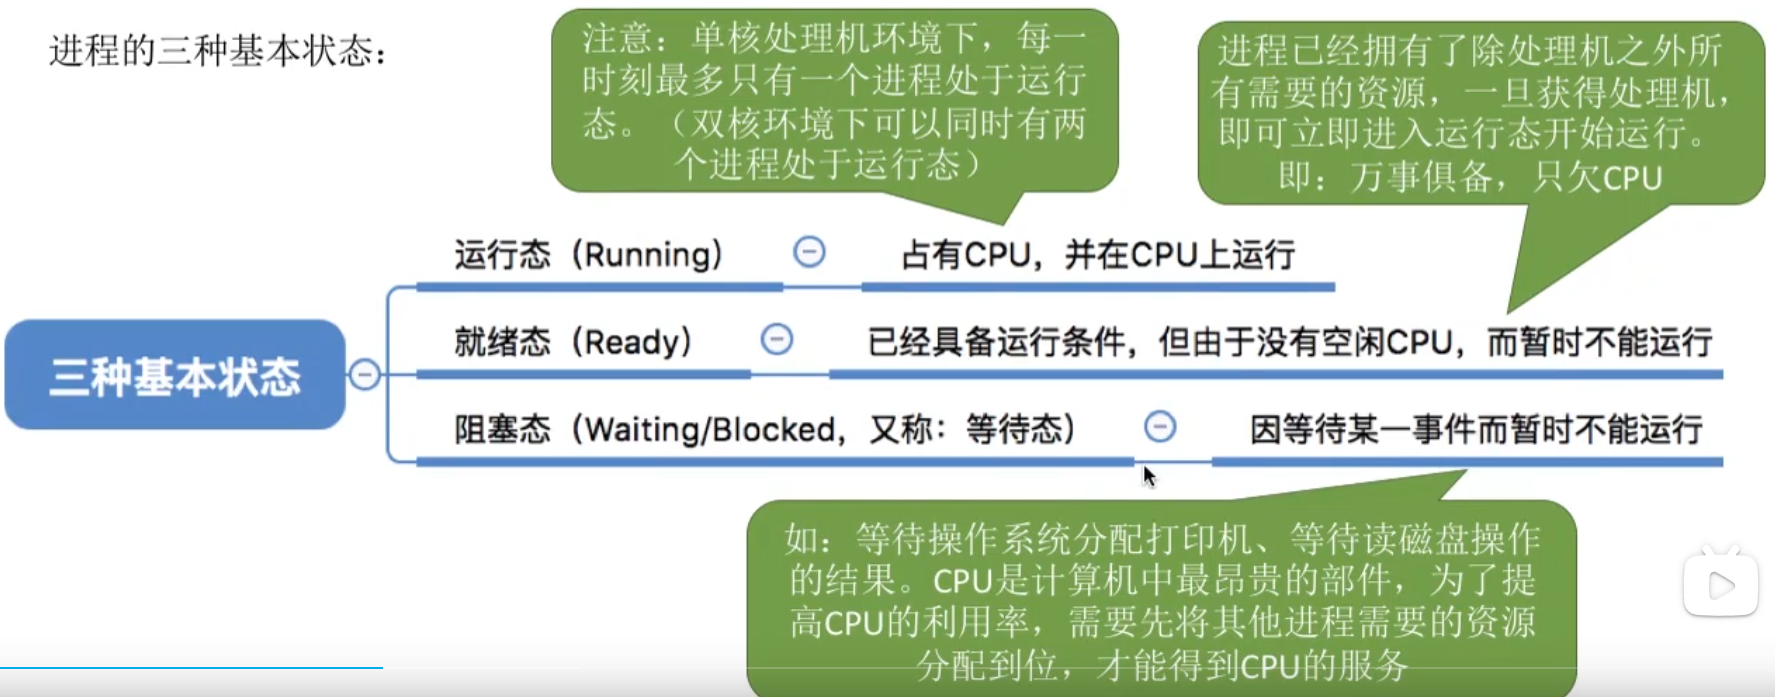 进程的三种基本状态：
注意：单核处理机环境下，每一
时刻最多只有一个进程处于运行
态。（双核环境下可以同时有两
个进程处于运行态）
进程已经拥有了除处理机之外所
有需要的资源，一旦获得处理机，
即可立即进入运行态开始运行。
即：万事俱备，只欠CPU
三种基本状态
运行态（Running）
占有CPU，并在CPU上运行
就绪态（Ready）
已经具备运行条件，但由于没有空闲CPU，而暂时不能运行
阻塞态（Waiting/Blocked，又称：等待态）
因等待某一事件而暂时不能运行
如：等待操作系统分配打印机、等待读磁盘操作
的结果。CPU是计算机中最昂贵的部件，为了提
高CPU的利用率，需要先将其他进程需要的资源
分配到位，才能得到CPU的服务